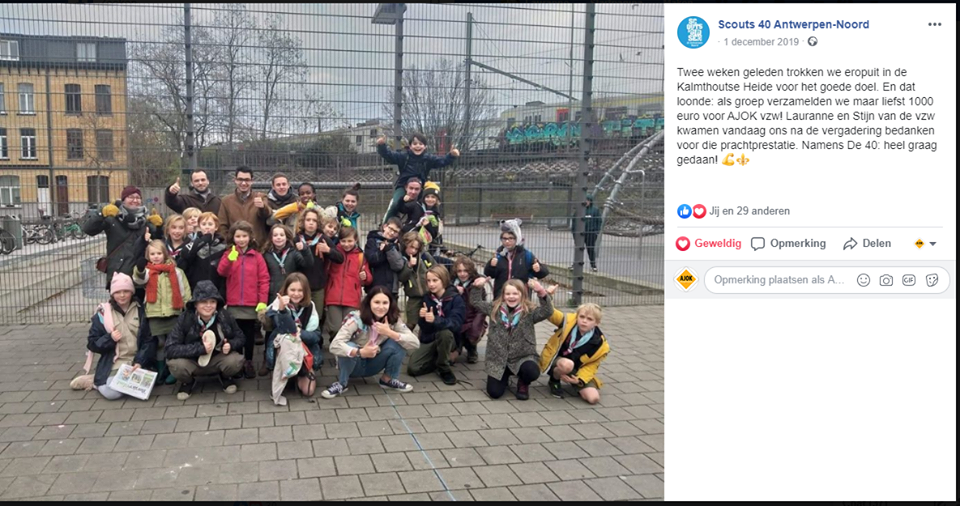 Scouts 40 Antwerpen-Noord
1 december 2019
Twee weken geleden trokken we eropuit in de
Kalmthoutse Heide voor het goede doel. En dat
loonde: als groep verzamelden we maar liefst 1000
euro voor AJOK vzw! Lauranne en Stijn van de vzw
kwamen vandaag ons na de vergadering bedanken
voor die prachtprestatie. Namens De 40: heel graag
gedaan! 💪⚜️
Jij en 29 anderen
Geweldig Opmerking Delen
AJOK Opmerking plaatsen als A... GIF